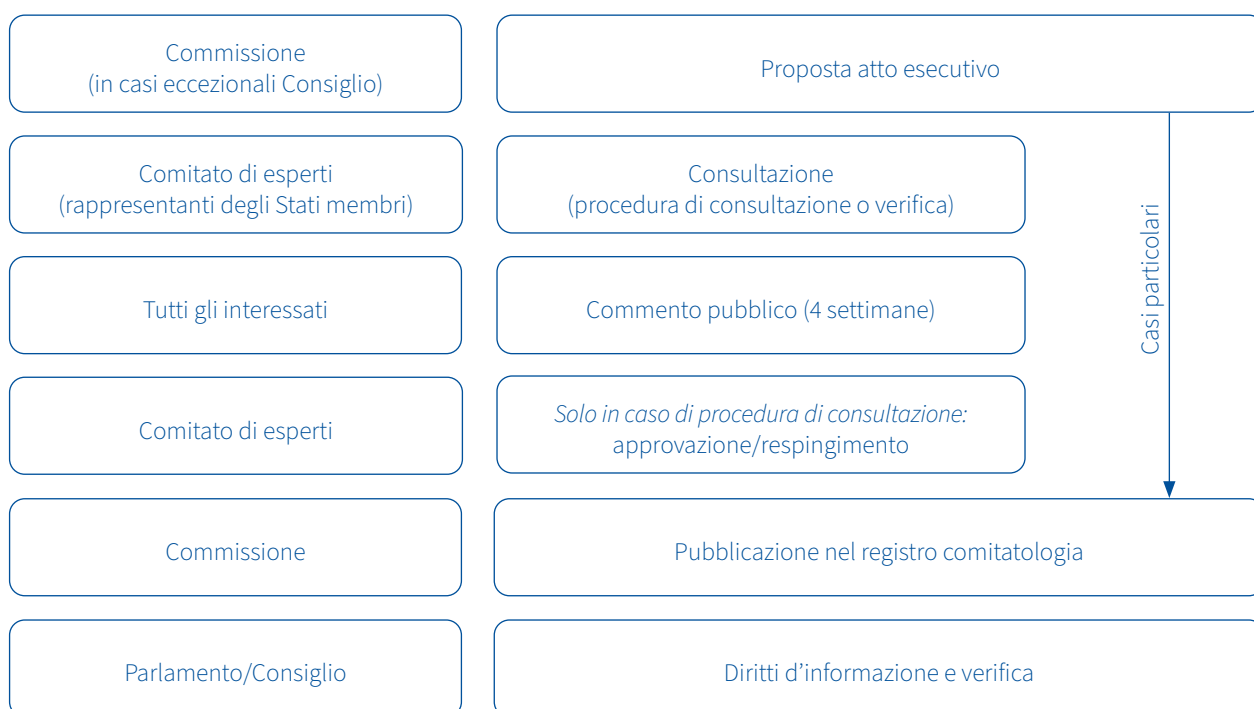 Commissione
(in casi eccezionali Consiglio)
Proposta atto esecutivo
Comitato di esperti
(rappresentanti degli Stati membri)
Consultazione
(procedura di consultazione o verifica)
Casi particolari
Tutti gli interessati
Commento pubblico (4 settimane)
Comitato di esperti
Solo in caso di procedura di consultazione:
approvazione/respingimento
Commissione
Pubblicazione nel registro comitatologia
Parlamento/Consiglio
Diritti d’informazione e verifica